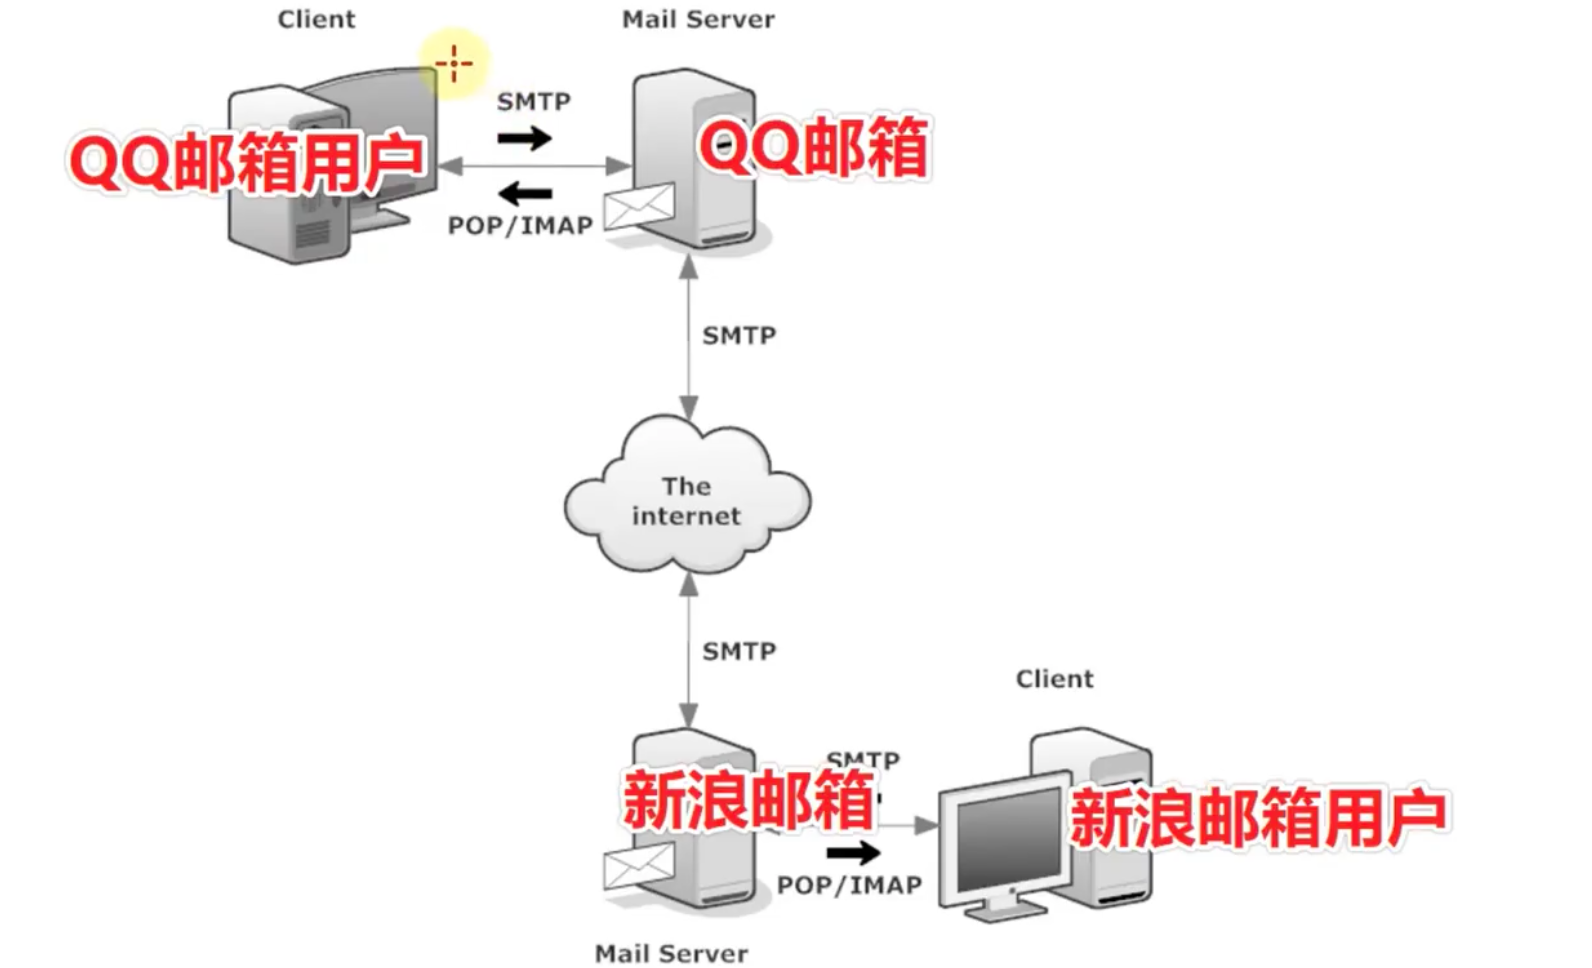 Client
Mail Server
SMTP
QQ邮箱用户
QQ邮箱
POP/IMAP
SMTP
The
internet
SMTP
Client
SMTP
新浪邮箱
新浪邮箱用户
POP/IMAP
Mail Server